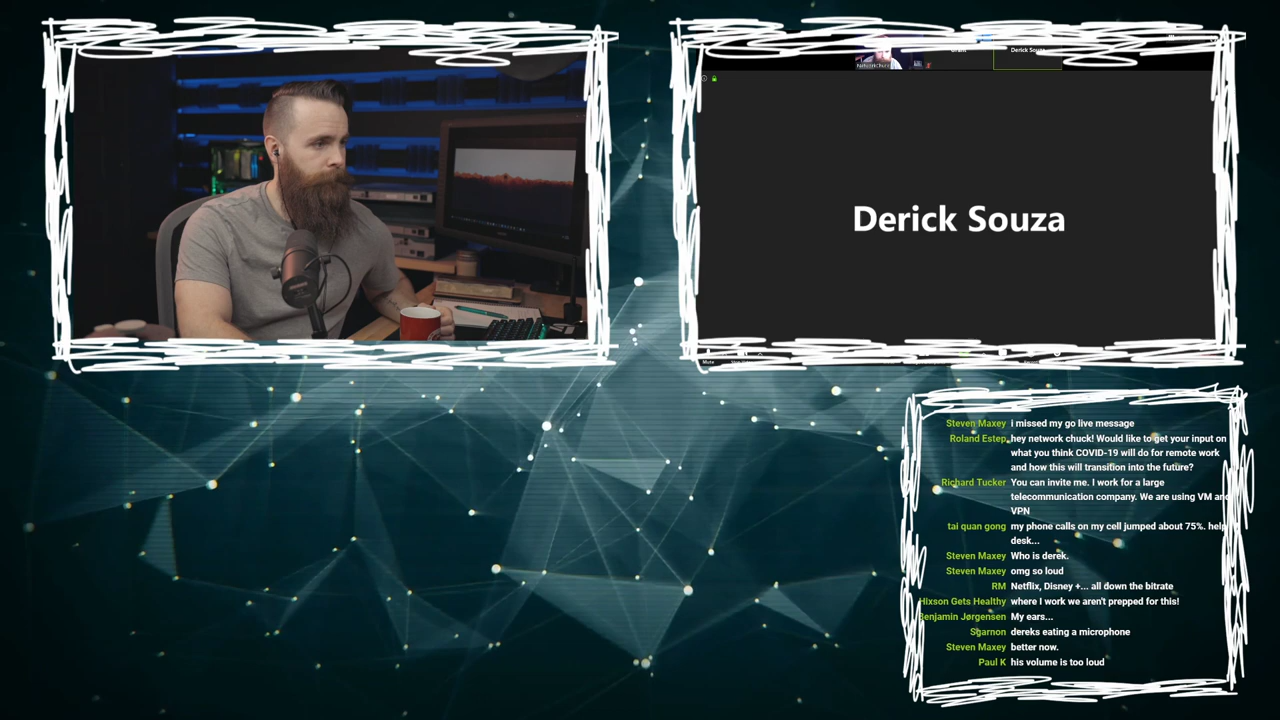 Derick Souza
Derick Souza
Steven Maxey i missed my go live message
Roland Estep hey network chuck! Would like to get your input on
what you think COVID-19 will do for remote work
and how this will transition into the future?
Richard Tucker You can invite me. I work for a large
telecommunication company. We are using VM and
VPN
tai quan gong my phone calls on my cell jumped about 75%. help
desk...
Steven Maxey Who is derek.
Steven Maxey omg so loud
RM Netflix, Disney +... all down the bitrate
Hixson Gets Healthy where I work we aren't prepped for this!
Benjamin Jørgensen My ears...
Sgarnon dereks eating a microphone
Steven Maxey better now.
Paul K his volume is too loud